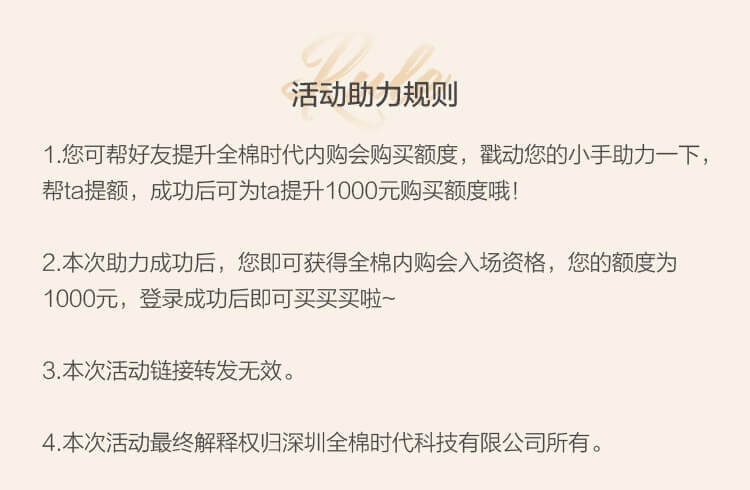 Rule
活动助力规则
1.您可帮好友提升全棉时代内购会购买额度，戳动您的小手助力一下，
帮ta提额，成功后可为ta提升1000元购买额度哦！
2.本次助力成功后，您即可获得全棉内购会入场资格，您的额度为
1000元，登录成功后即可买买买啦~
3.本次活动链接转发无效。
4.本次活动最终解释权归深圳全棉时代科技有限公司所有。